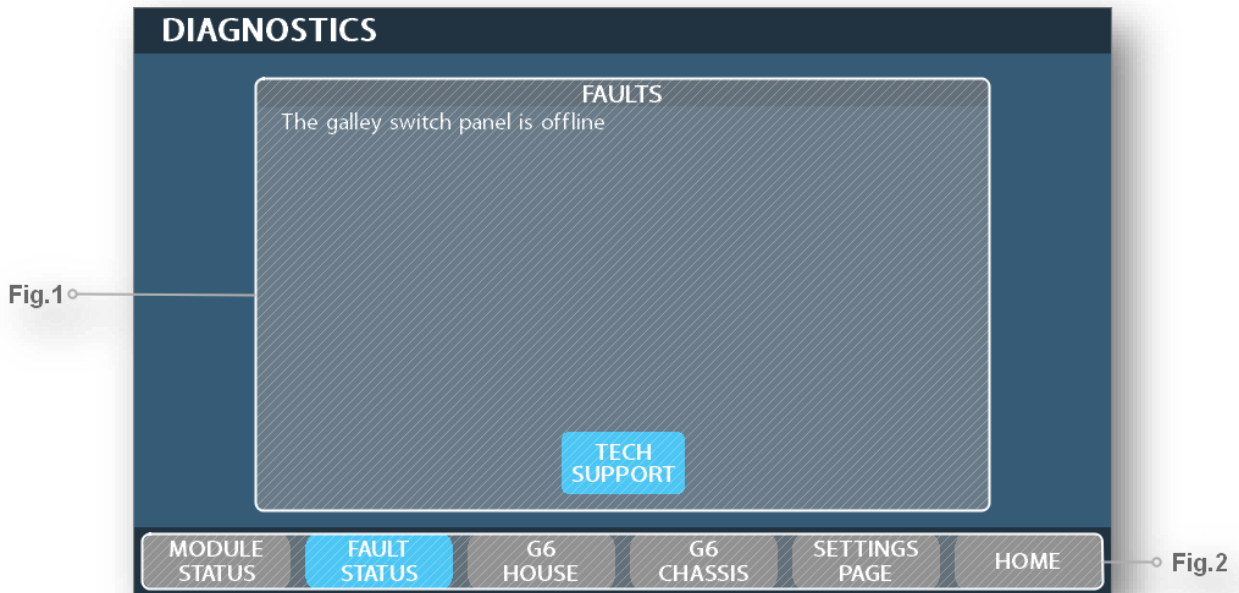 DIAGNOSTICS
FAULTS
The galley switch panel is offline
Fig.1
TECH
SUPPORT
MODULE
STATUS
FAULT
STATUS
G6
HOUSE
G6
CHASSIS
SETTINGS
PAGE
HOME
Fig.2